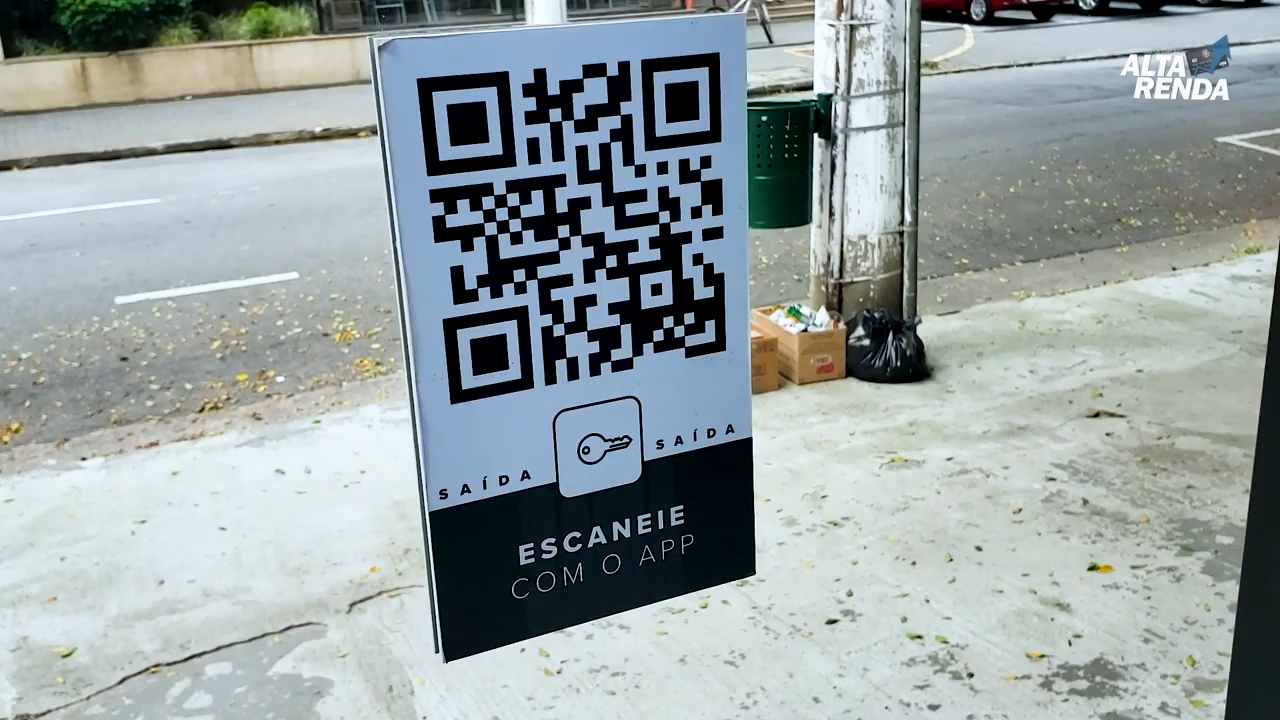 ALTA
RENDA
SAÍDA
SAÍDA
ESCANEIE
COM O APP